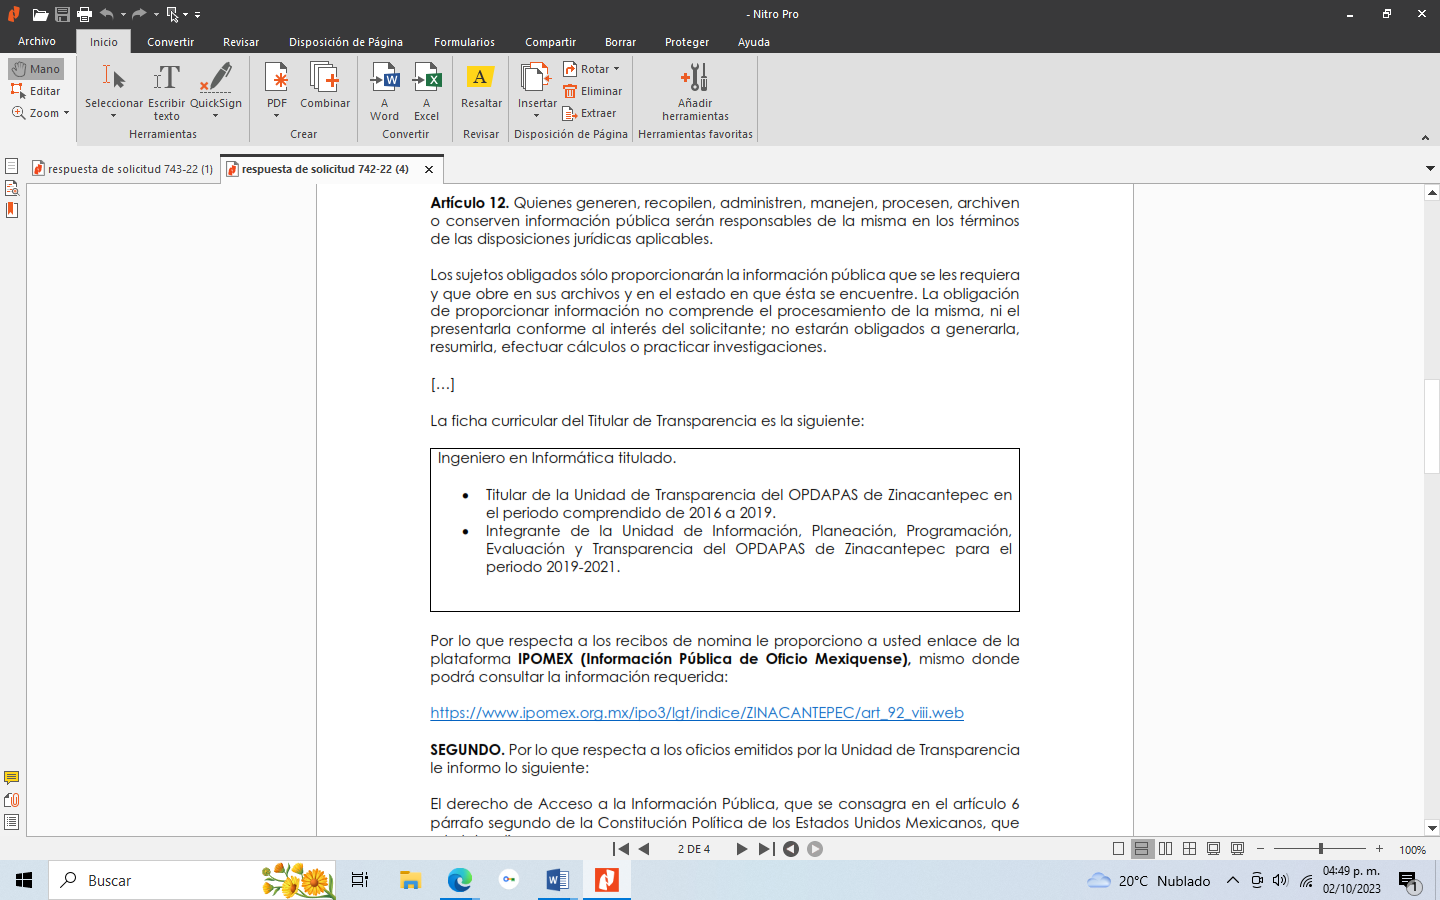 - Nitro Pro
Archivo
Inicio
Convertir
Revisar
Disposición de Página
Formularios
Compartir
Borrar
Proteger
Ayuda
Mano
Editar
Zoom
Seleccionar
Escribir
texto
QuickSign
Herramientas
PDF
Combinar
Crear
A
Word
A
Excel
Convertir
Resaltar
Revisar
Insertar
Rotar
Eliminar
Extraer
Disposición de Página
Añadir
herramientas
Herramientas favoritas
respuesta de solicitud 743-22 (1)
respuesta de solicitud 742-22 (4)
Artículo 12. Quienes generen, recopilen, administren, manejen, procesen, archiven
o conserven información pública serán responsables de la misma en los términos
de las disposiciones jurídicas aplicables.
Los sujetos obligados sólo proporcionarán la información pública que se les requiera
y que obre en sus archivos y en el estado en que ésta se encuentre. La obligación
de proporcionar información no comprende el procesamiento de la misma, ni el
presentarla conforme al interés del solicitante; no estarán obligados a generarla,
resumirla, efectuar cálculos o practicar investigaciones.
[…]
La ficha curricular del Titular de Transparencia es la siguiente:
Ingeniero en Informática titulado.
• Titular de la Unidad de Transparencia del OPDAPAS de Zinacantepec en
el periodo comprendido de 2016 a 2019.
• Integrante de la Unidad de Información, Planeación, Programación,
Evaluación y Transparencia del OPDAPAS de Zinacantepec para el
periodo 2019-2021.
Por lo que respecta a los recibos de nomina le proporciono a usted enlace de la
plataforma IPOMEX (Información Pública de Oficio Mexiquense), mismo donde
podrá consultar la información requerida:
https://www.ipomex.org.mx/ipo3/lgt/indice/ZINACANTEPEC/art_92_viii.web
SEGUNDO. Por lo que respecta a los oficios emitidos por la Unidad de Transparencia
le informo lo siguiente:
El derecho de Acceso a la Información Pública, que se consagra en el artículo 6
párrafo segundo de la Constitución Política de los Estados Unidos Mexicanos, que
2 DE 4
100%
Buscar
20°C Nublado
04:49 p. m.
02/10/2023
1